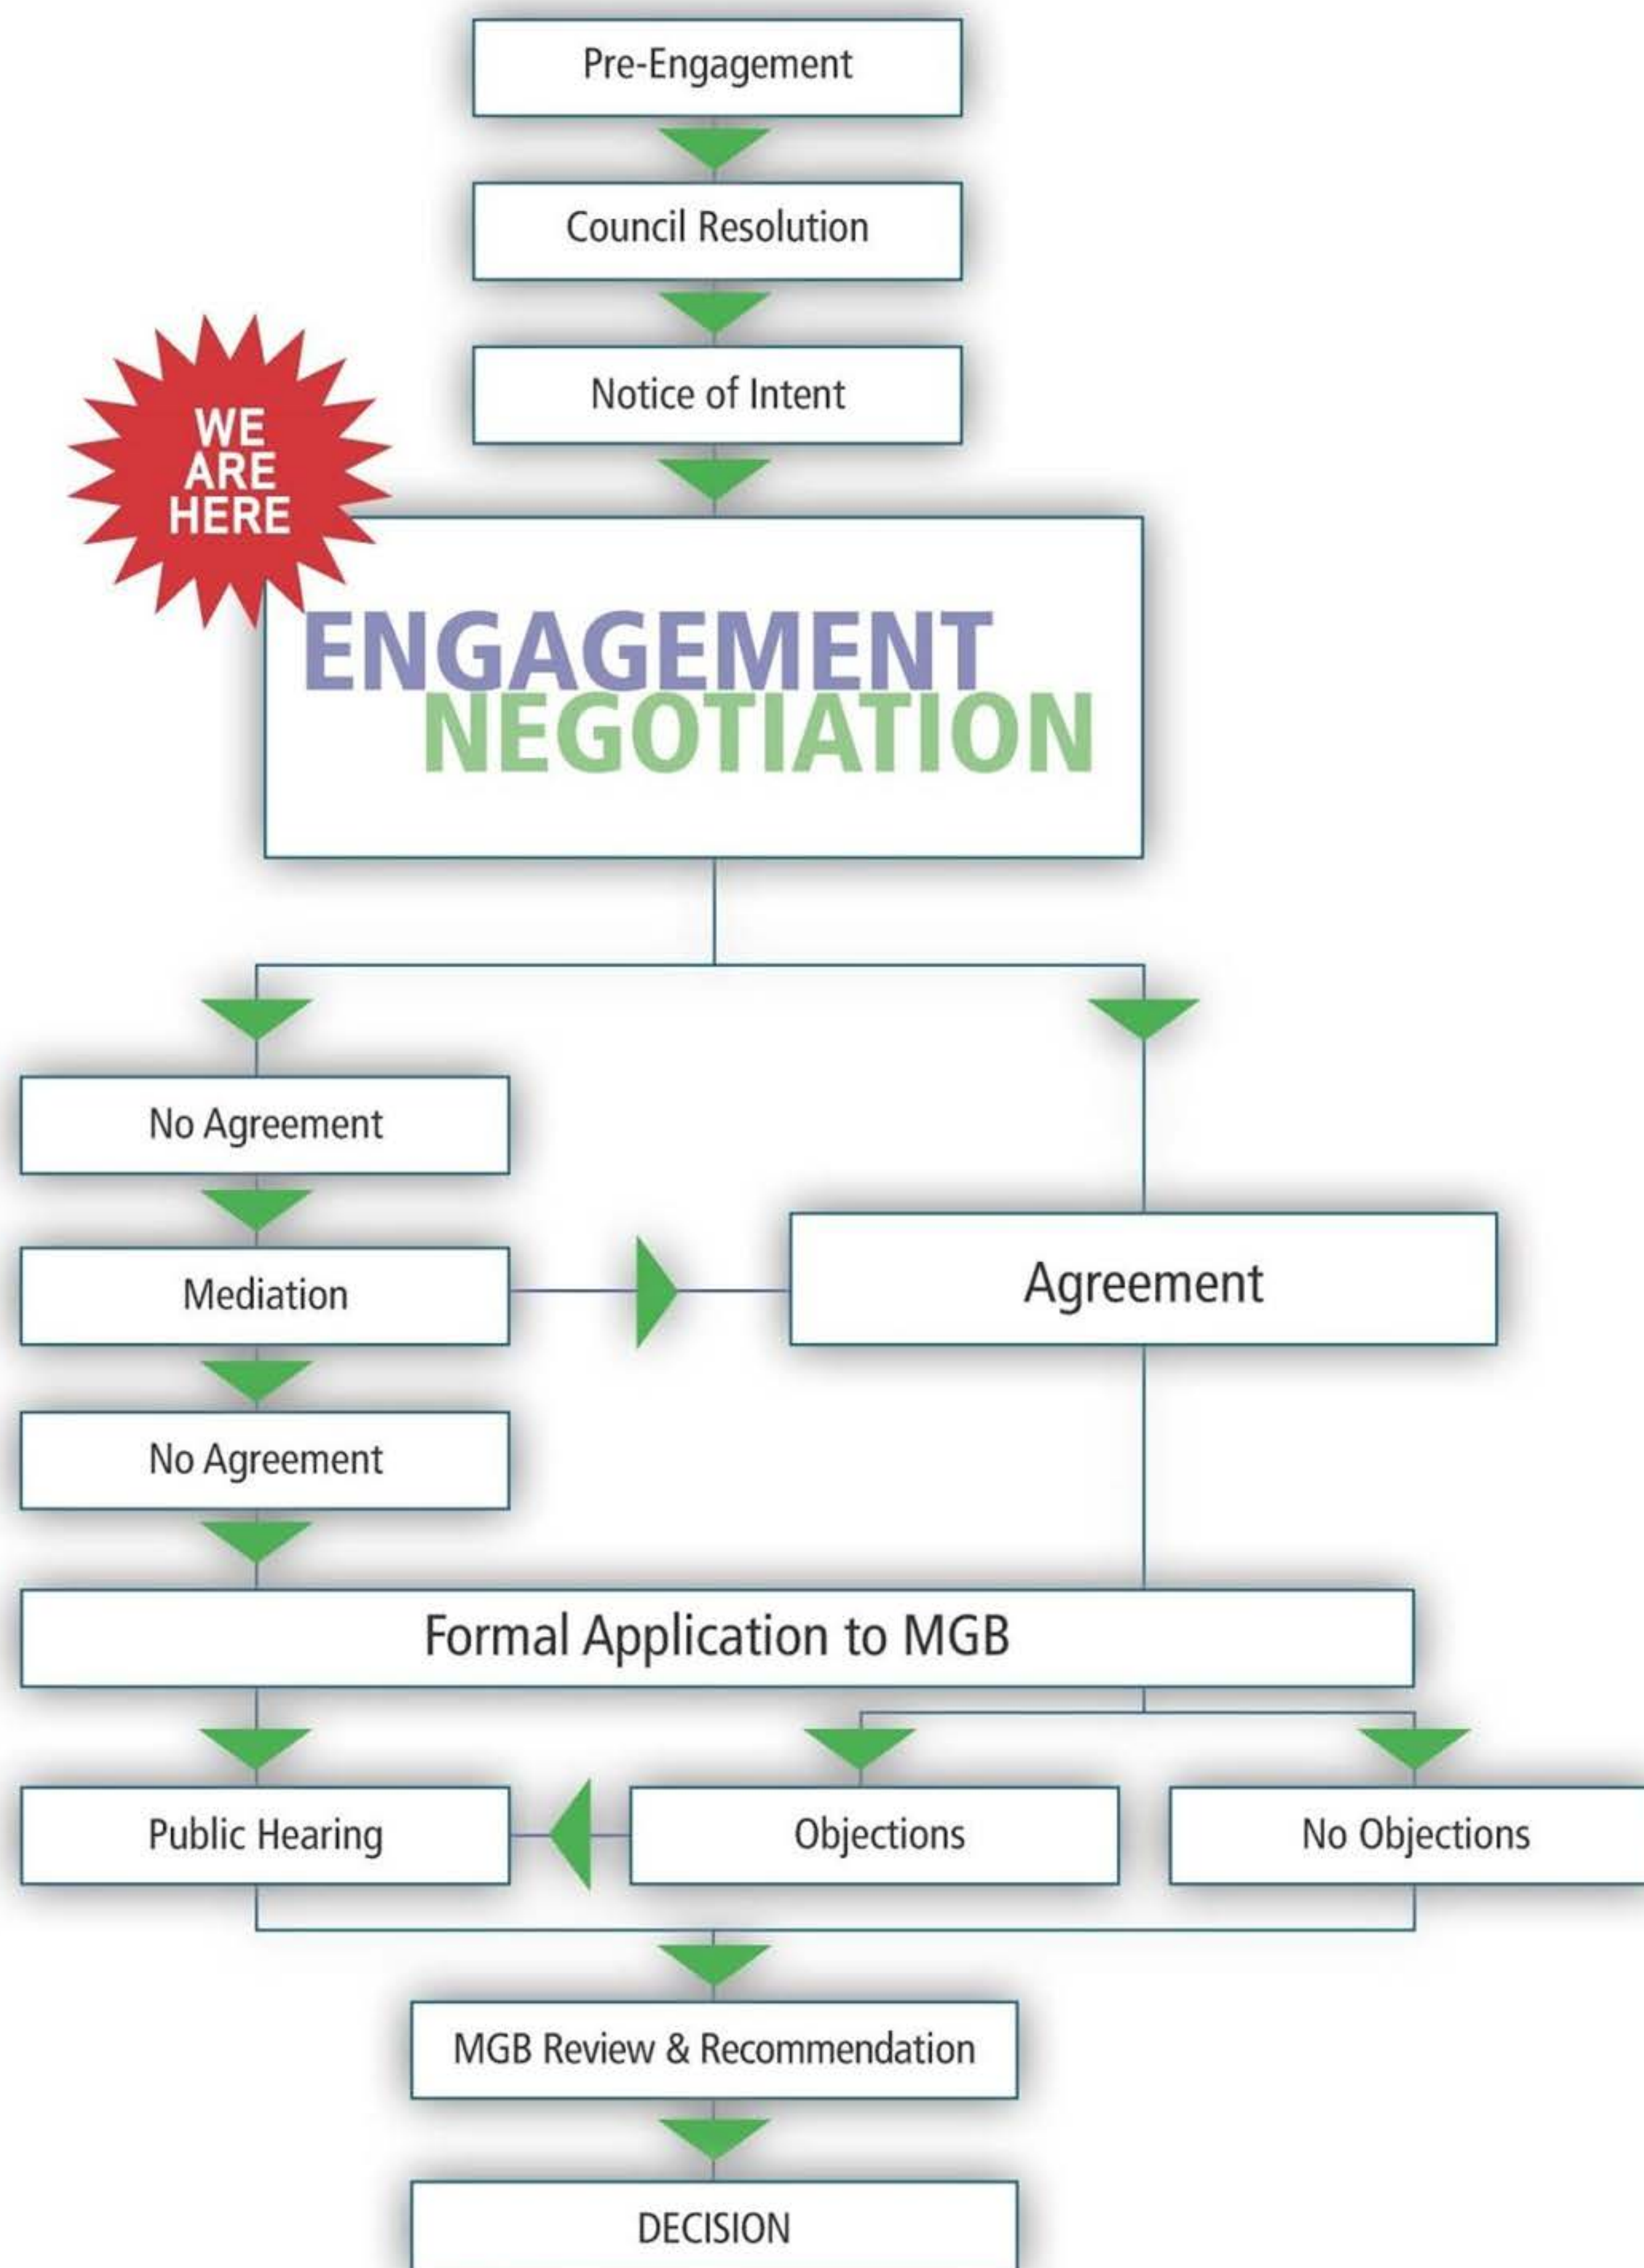 Pre-Engagement
Council Resolution
Notice of Intent
WE
ARE
HERE
ENGAGEMENT
NEGOTIATION
No Agreement
Mediation
Agreement
No Agreement
Formal Application to MGB
Public Hearing
Objections
No Objections
MGB Review & Recommendation
DECISION